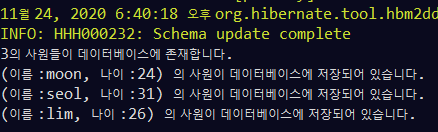 11월 24, 2020 6:40:18 오후 org.hibernate.tool.hbm2dd
INFO: HHH000232: Schema update complete
3의 사원들이 데이터베이스에 존재합니다.
(이름 :moon, 나이 :24) 의 사원이 데이터베이스에 저장되어 있습니다.
(이름 :seol, 나이 :31) 의 사원이 데이터베이스에 저장되어 있습니다.
(이름 :lim, 나이 :26) 의 사원이 데이터베이스에 저장되어 있습니다.